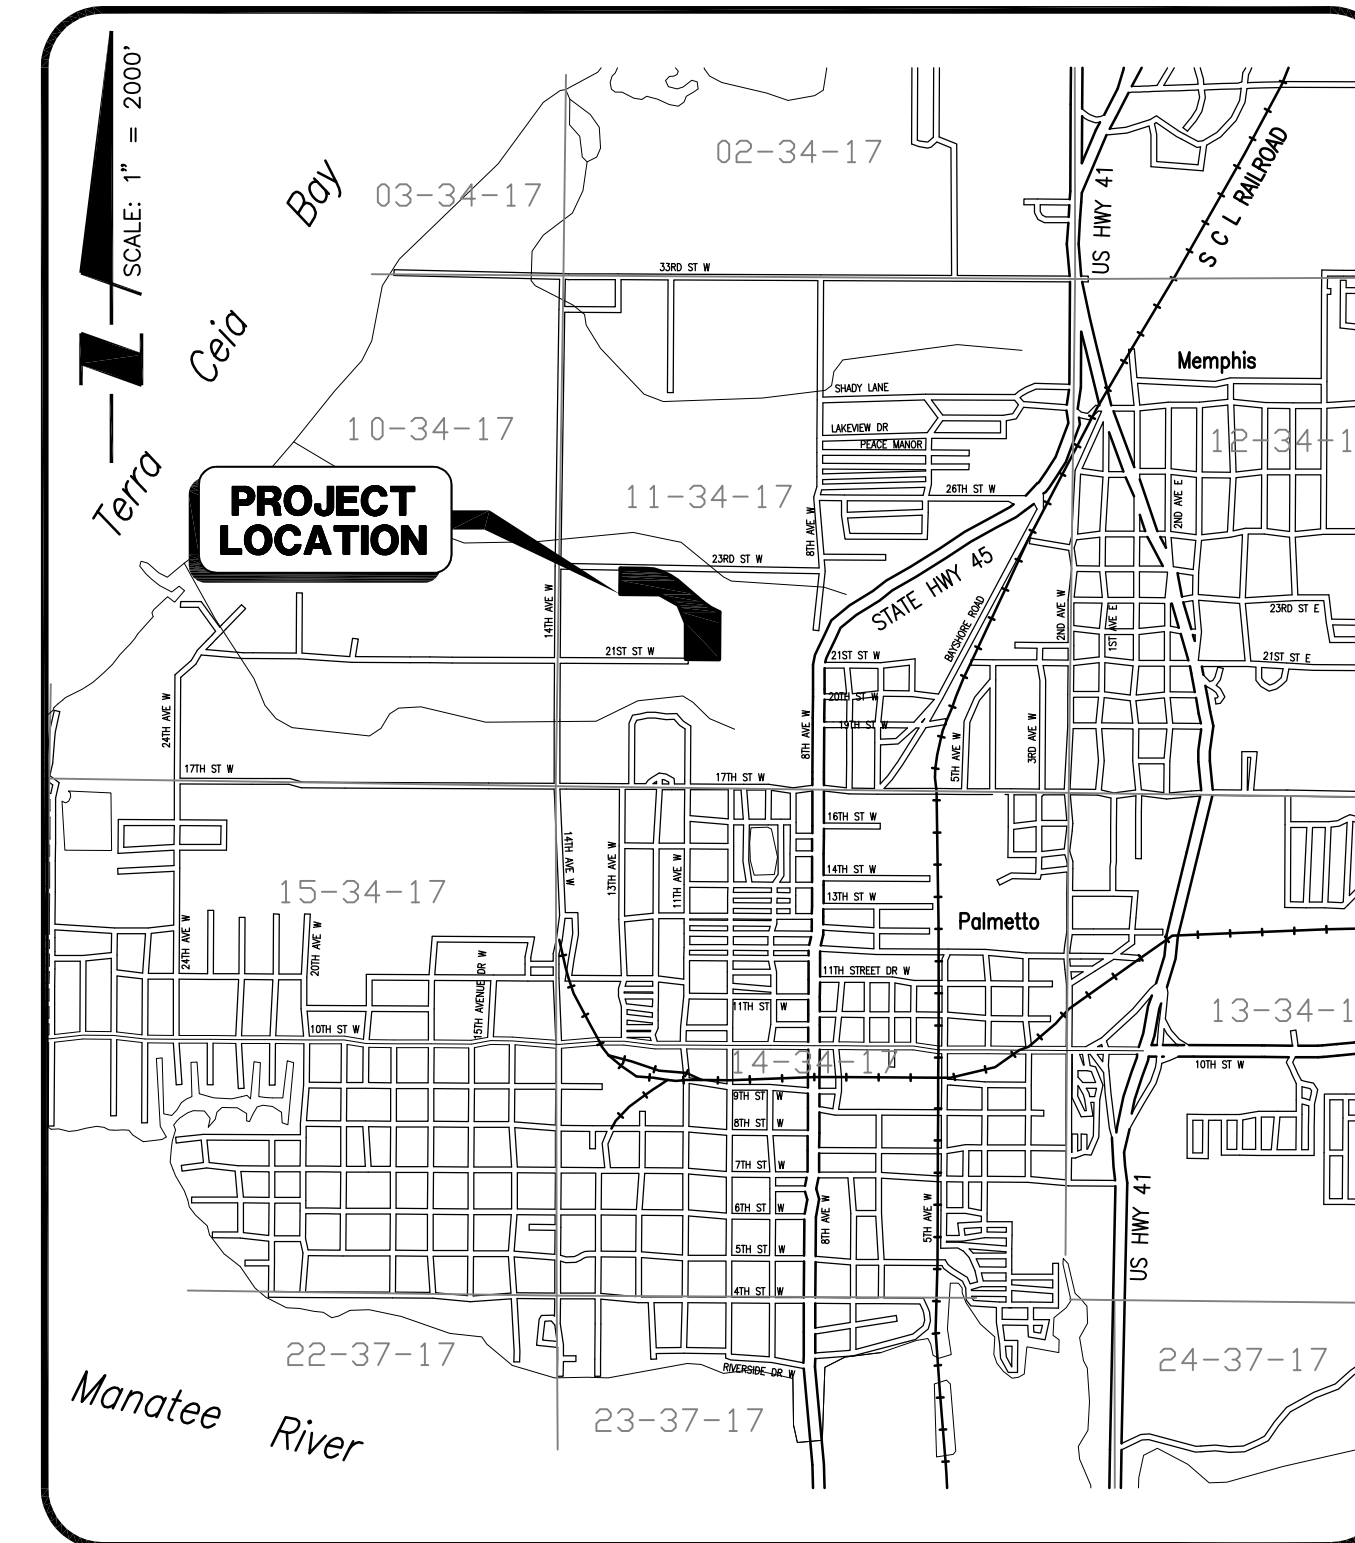 SCALE: 1" = 2000'
Terra Ceia Bay
03-34-17
02-34-17
US HWY 41
S C L RAILROAD
33RD ST W
Memphis
SHADY LANE
10-34-17
LAKEVIEW DR
PEACE MANOR
12-34-1
PROJECT
LOCATION
11-34-17
26TH ST W
2ND AVE E
8TH AVE W
23RD ST W
STATE HWY 45
BAYSHORE ROAD
14TH AVE W
2ND AVE W
1ST AVE E
23RD ST E
21ST ST W
21ST ST W
21ST ST E
24TH AVE W
20TH ST W
19TH ST W
8TH AVE W
5TH AVE W
3RD AVE W
17TH ST W
17TH ST W
16TH ST W
14TH AVE W
13TH AVE W
11TH AVE W
14TH ST W
15-34-17
13TH ST W
Palmetto
24TH AVE W
20TH AVE W
15TH AVENUE DR W
11TH STREET DR W
11TH ST W
13-34-1
10TH ST W
14-34-17
10TH ST W
9TH ST W
8TH ST W
7TH ST W
6TH ST W
8TH AVE W
5TH AVE W
US HWY 41
5TH ST W
4TH ST W
22-37-17
24-37-17
RIVERSIDE DR W
Manatee River
23-37-17